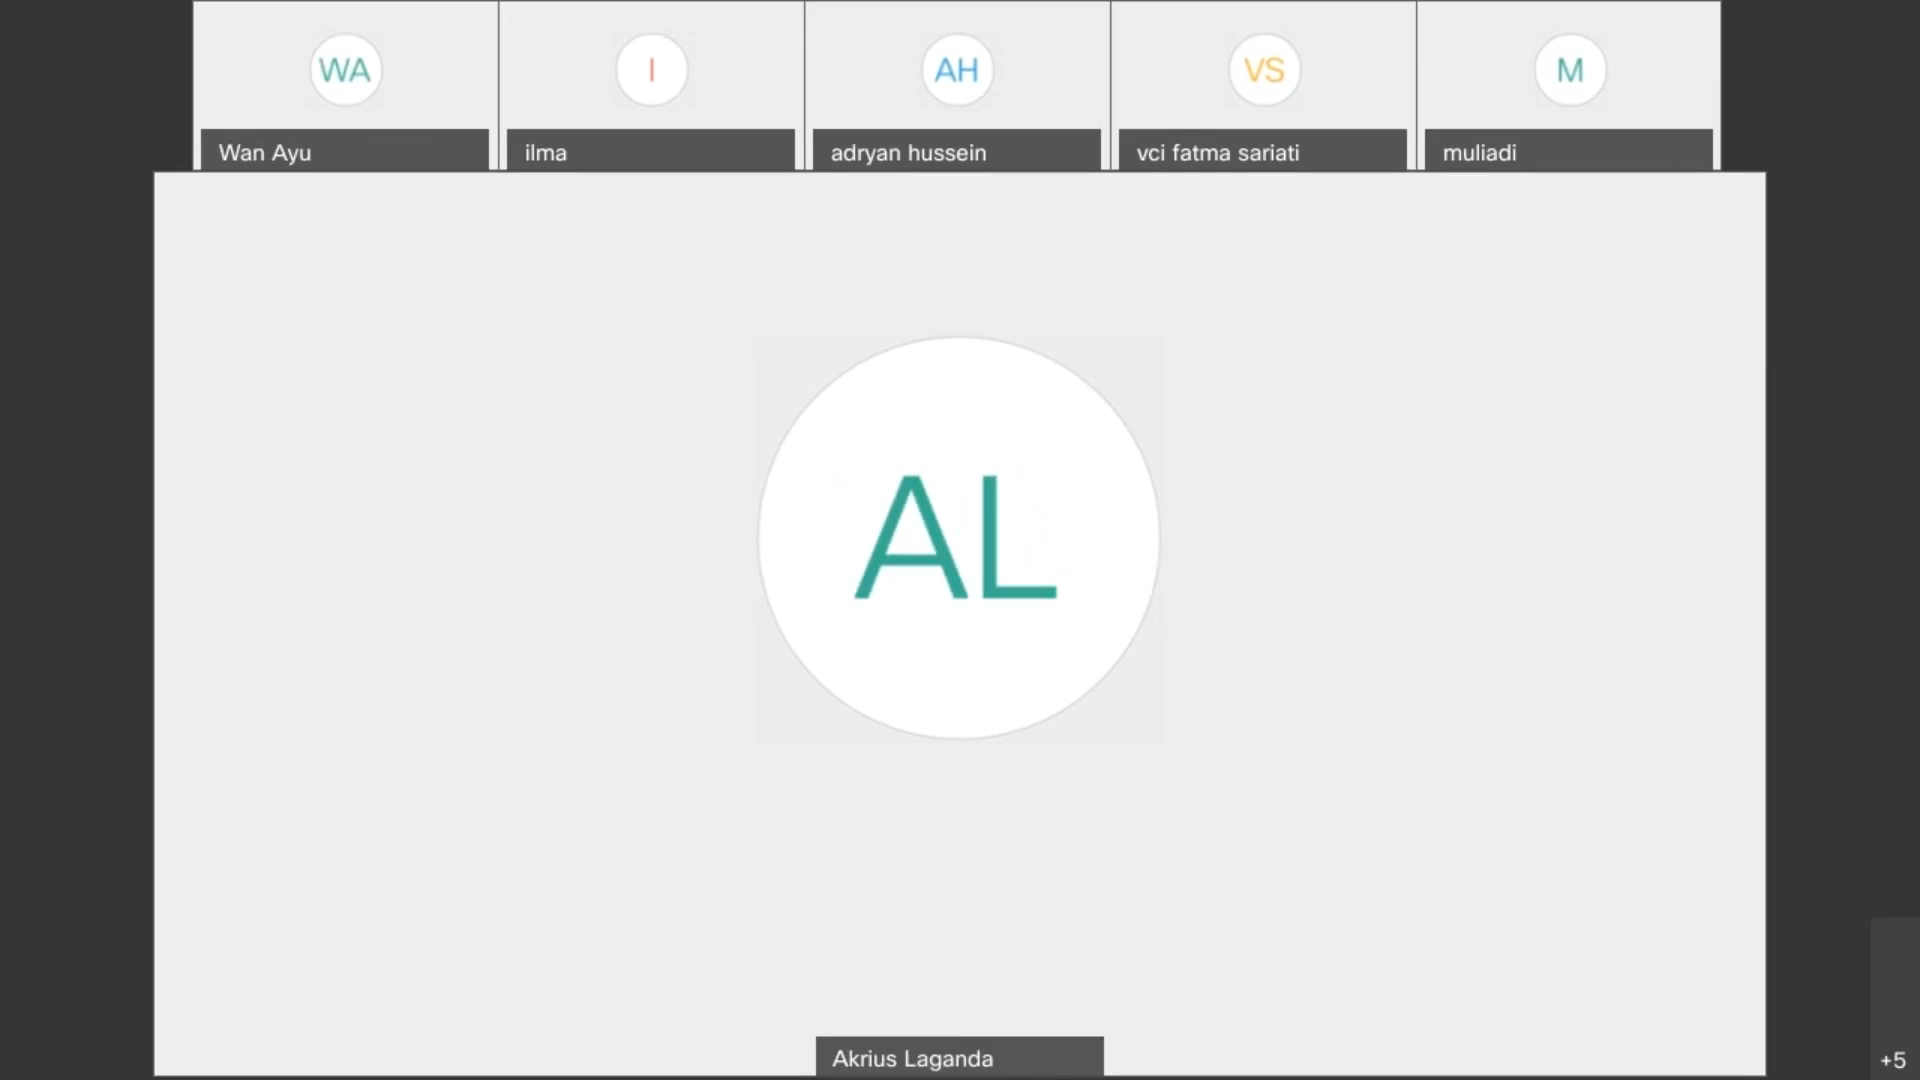 WA
I
AH
VS
M
Wan Ayu
ilma
adryan hussein
vci fatma sariati
muliadi
AL
Akrius Laganda
+5